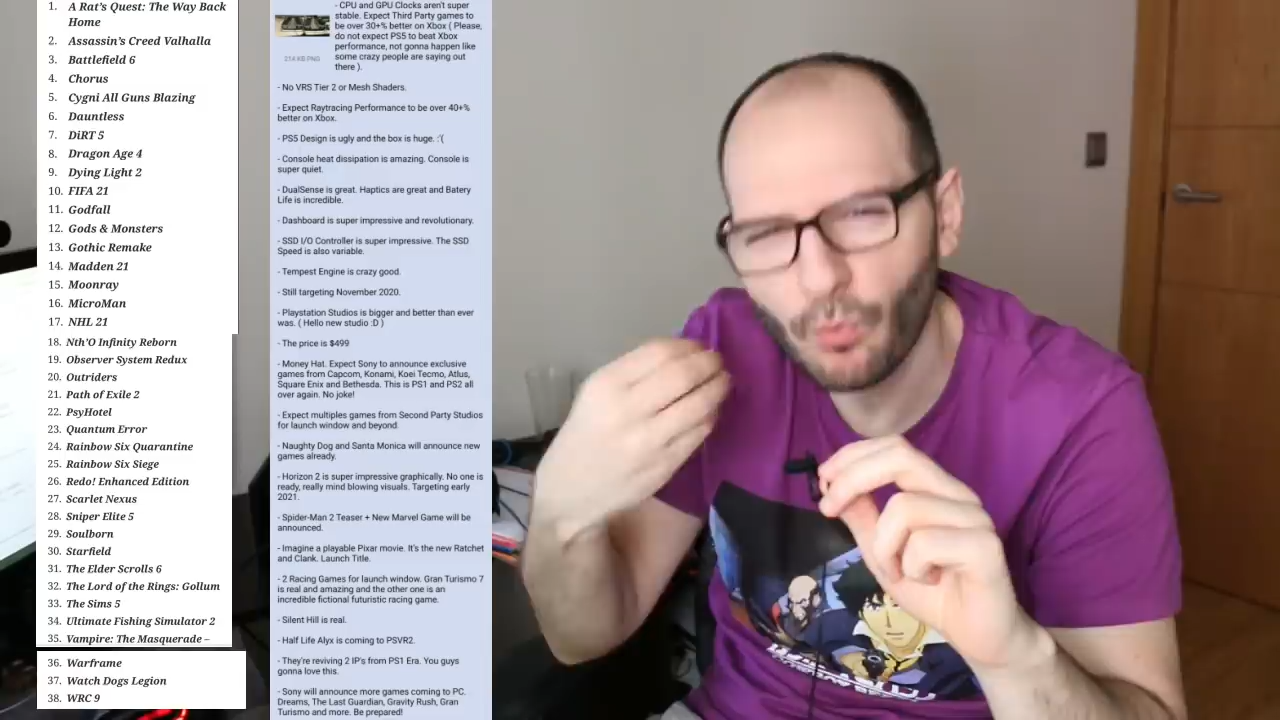 1. A Rat's Quest: The Way Back
Home
2. Assassin's Creed Valhalla
3. Battlefield 6
4. Chorus
5. Cygni All Guns Blazing
6. Dauntless
7. DiRT 5
8. Dragon Age 4
9. Dying Light 2
10. FIFA 21
11. Godfall
12. Gods & Monsters
13. Gothic Remake
14. Madden 21
15. Moonray
16. MicroMan
17. NHL 21
18. Nth'O Infinity Reborn
19. Observer System Redux
20. Outriders
21. Path of Exile 2
22. PsyHotel
23. Quantum Error
24. Rainbow Six Quarantine
25. Rainbow Six Siege
26. Redo! Enhanced Edition
27. Scarlet Nexus
28. Sniper Elite 5
29. Soulborn
30. Starfield
31. The Elder Scrolls 6
32. The Lord of the Rings: Gollum
33. The Sims 5
34. Ultimate Fishing Simulator 2
35. Vampire: The Masquerade –
36. Warframe
37. Watch Dogs Legion
38. WRC 9
214 KB PNG
- CPU and GPU Clocks aren't super
stable. Expect Third Party games to
be over 30+% better on Xbox ( Please,
do not expect PS5 to beat Xbox
performance, not gonna happen like
some crazy people are saying out
there ).
- No VRS Tier 2 or Mesh Shaders.
- Expect Raytracing Performance to be over 40+%
better on Xbox.
- PS5 Design is ugly and the box is huge. :'(
- Console heat dissipation is amazing. Console is
super quiet.
- DualSense is great. Haptics are great and Batery
Life is incredible.
- Dashboard is super impressive and revolutionary.
- SSD I/O Controller is super impressive. The SSD
Speed is also variable.
- Tempest Engine is crazy good.
- Still targeting November 2020.
- Playstation Studios is bigger and better than ever
was. ( Hello new studio :D )
- The price is $499
- Money Hat. Expect Sony to announce exclusive
games from Capcom, Konami, Koei Tecmo, Atlus,
Square Enix and Bethesda. This is PS1 and PS2 all
over again. No joke!
- Expect multiples games from Second Party Studios
for launch window and beyond.
- Naughty Dog and Santa Monica will announce new
games already.
- Horizon 2 is super impressive graphically. No one is
ready, really mind blowing visuals. Targeting early
2021.
- Spider-Man 2 Teaser + New Marvel Game will be
announced.
- Imagine a playable Pixar movie. It's the new Ratchet
and Clank. Launch Title.
- 2 Racing Games for launch window. Gran Turismo 7
is real and amazing and the other one is an
incredible fictional futuristic racing game.
- Silent Hill is real.
- Half Life Alyx is coming to PSVR2.
- They're reviving 2 IP's from PS1 Era. You guys
gonna love this.
- Sony will announce more games coming to PC.
Dreams, The Last Guardian, Gravity Rush, Gran
Turismo and more. Be prepared!